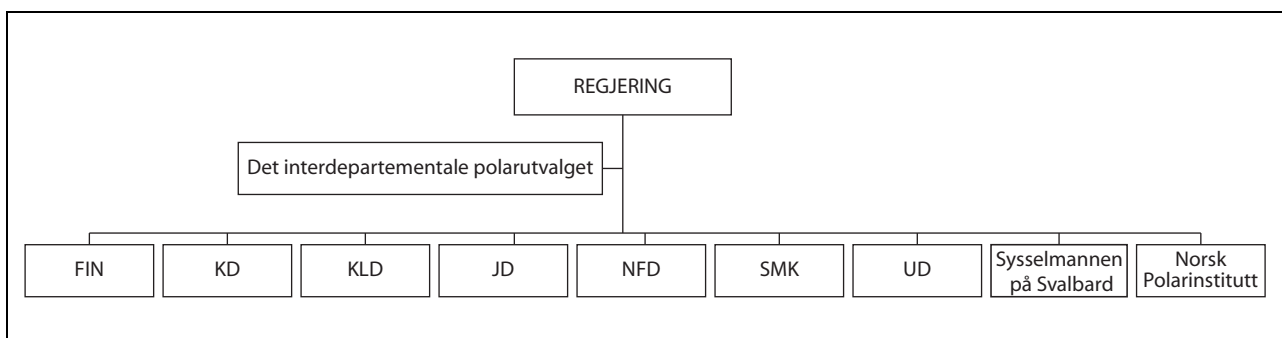 REGJERING
Det interdepartementale polarutvalget
FIN
KD
KLD
JD
NFD
SMK
UD
Sysselmannen
på Svalbard
Norsk
Polarinstitutt